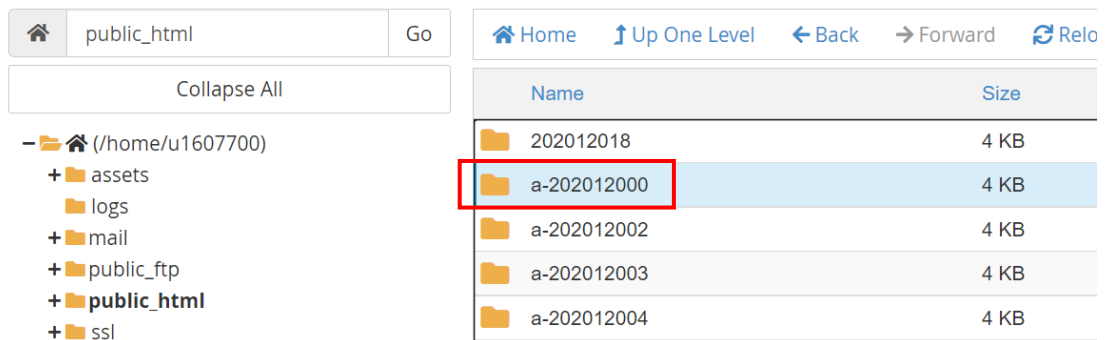 public_html Go
Collapse All
(/home/u1607700)
assets
logs
mail
public_ftp
public_html
ssl
Home Up One Level Back Forward Relo
Name Size
202012018 4 KB
a-202012000 4 KB
a-202012002 4 KB
a-202012003 4 KB
a-202012004 4 KB